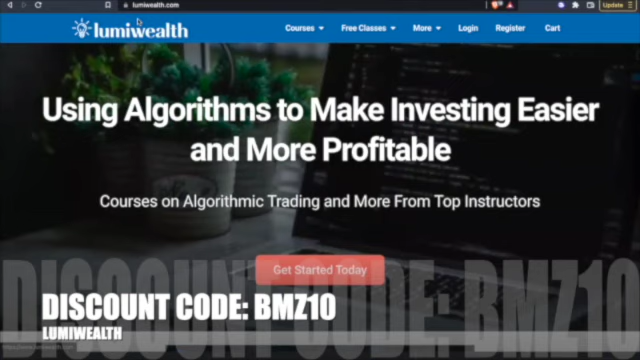 lumiwealth.com
Update
lumiwealth
Courses Free Classes More Login Register Cart
Using Algorithms to Make Investing Easier
and More Profitable
Courses on Algorithmic Trading and More From Top Instructors
Get Started Today
DISCOUNT CODE: BMZ10
DISCOUNT CODE: BMZ10
LUMIWEALTH